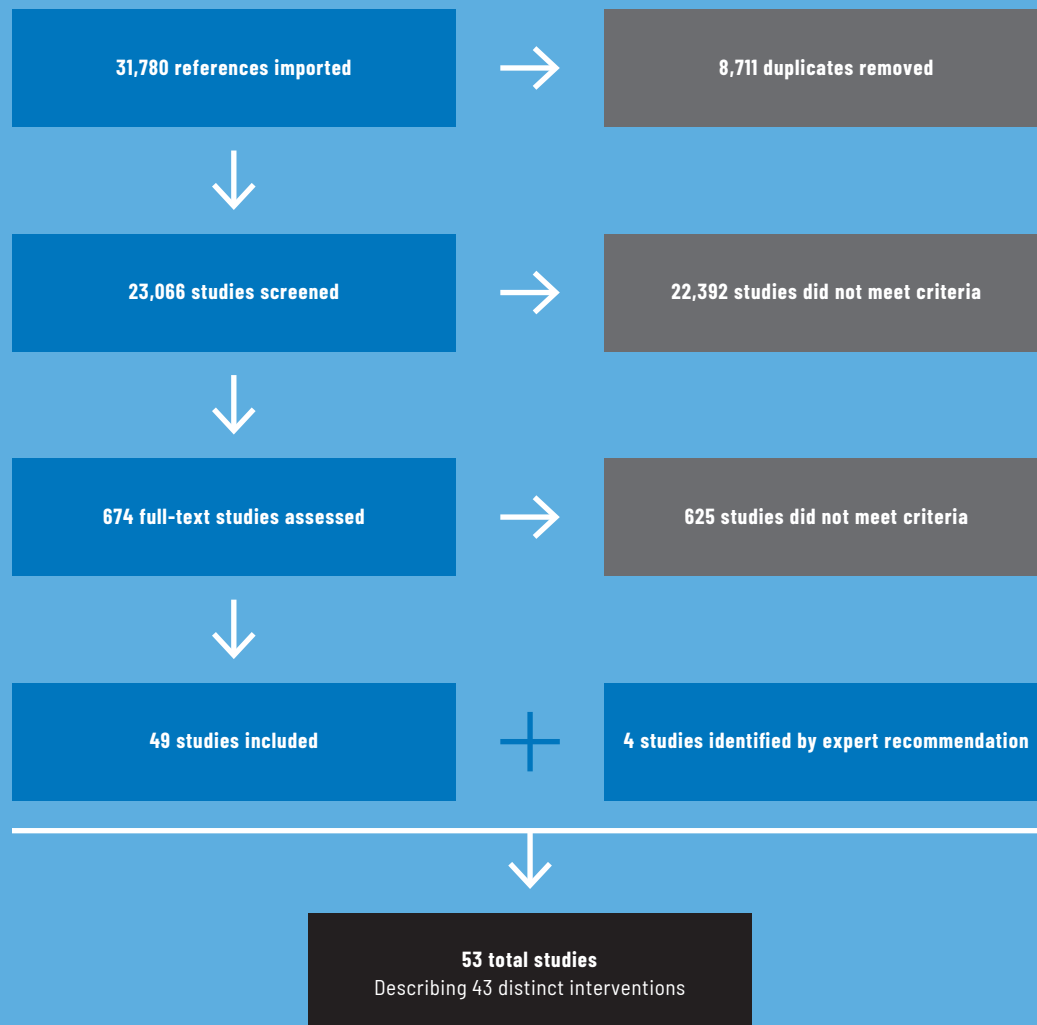 31,780 references imported
8,711 duplicates removed
23,066 studies screened
22,392 studies did not meet criteria
674 full-text studies assessed
625 studies did not meet criteria
49 studies included
4 studies identified by expert recommendation
53 total studies
Describing 43 distinct interventions